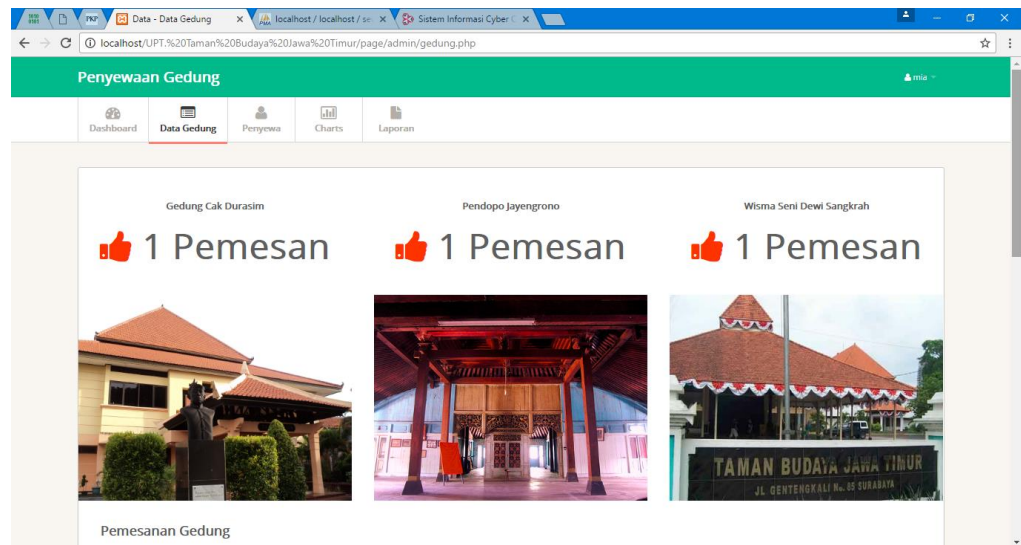 PKP
Data - Data Gedung
localhost / localhost / se
Sistem Informasi Cyber C
localhost/UPT.%20Taman%20Budaya%20Jawa%20Timur/page/admin/gedung.php
Penyewaan Gedung
mia
Dashboard
Data Gedung
Penyewa
Charts
Laporan
Gedung Cak Durasim
Pendopo Jayengrono
Wisma Seni Dewi Sangkrah
1 Pemesan
1 Pemesan
1 Pemesan
TAMAN BUDAYA JAWA TIMUR
JL GENTENGKALI No. 85 SURABAYA
Pemesanan Gedung